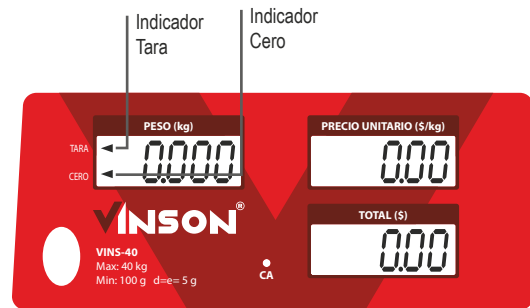 Indicador
Tara
Indicador
Cero
PESO (kg)
TARA
CERO
0.000
PRECIO UNITARIO ($/kg)
0.00
VINSON®
TOTAL ($)
0.00
VINS-40
Max: 40 kg
Min: 100 g d=e= 5 g
CA